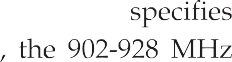 specifies
, the 902-928 MHz